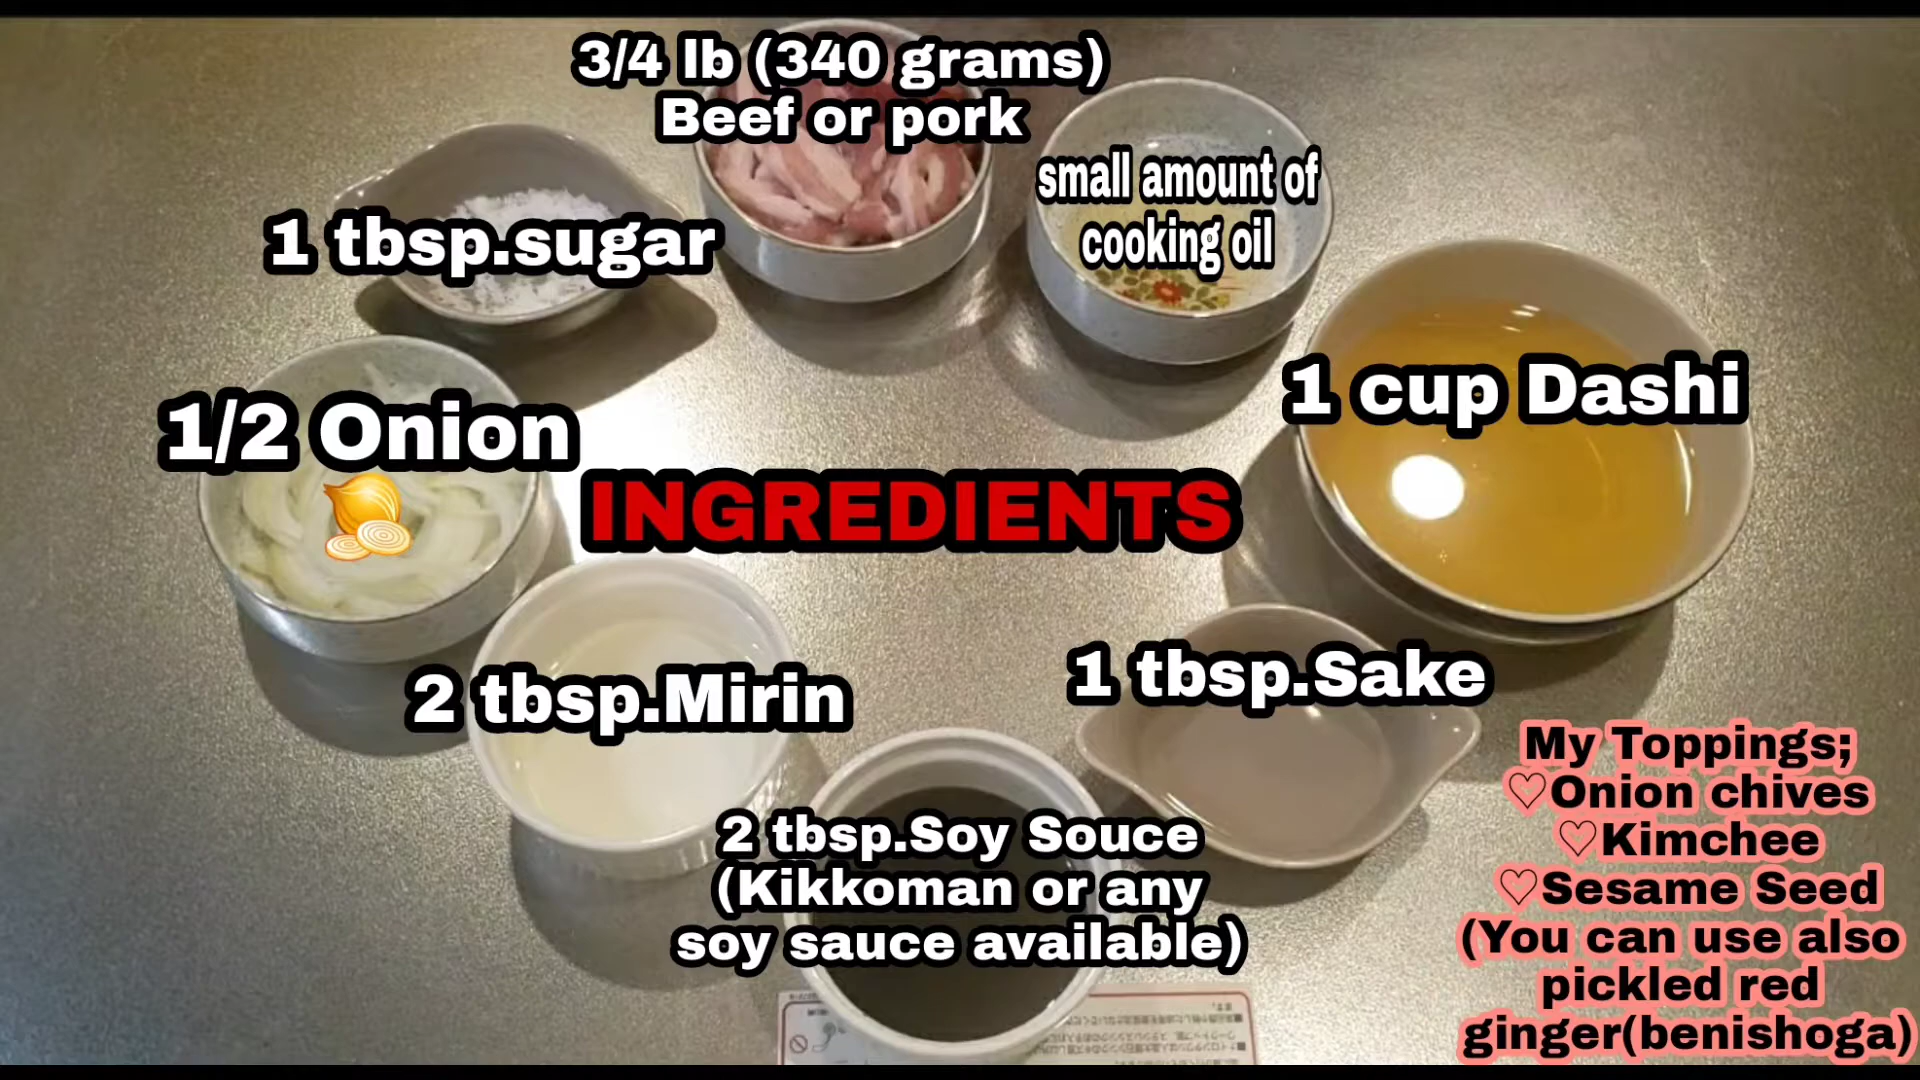 3/4 lb (340 grams)
Beef or pork
small amount of
cooking oil
1 tbsp.sugar
1 cup Dashi
1/2 Onion
INGREDIENTS
2 tbsp.Mirin
1 tbsp.Sake
2 tbsp.Soy Souce
(Kikkoman or any
soy sauce available)
My Toppings;
♡Onion chives
♡Kimchee
♡Sesame Seed
(You can use also
pickled red
ginger(benishoga)